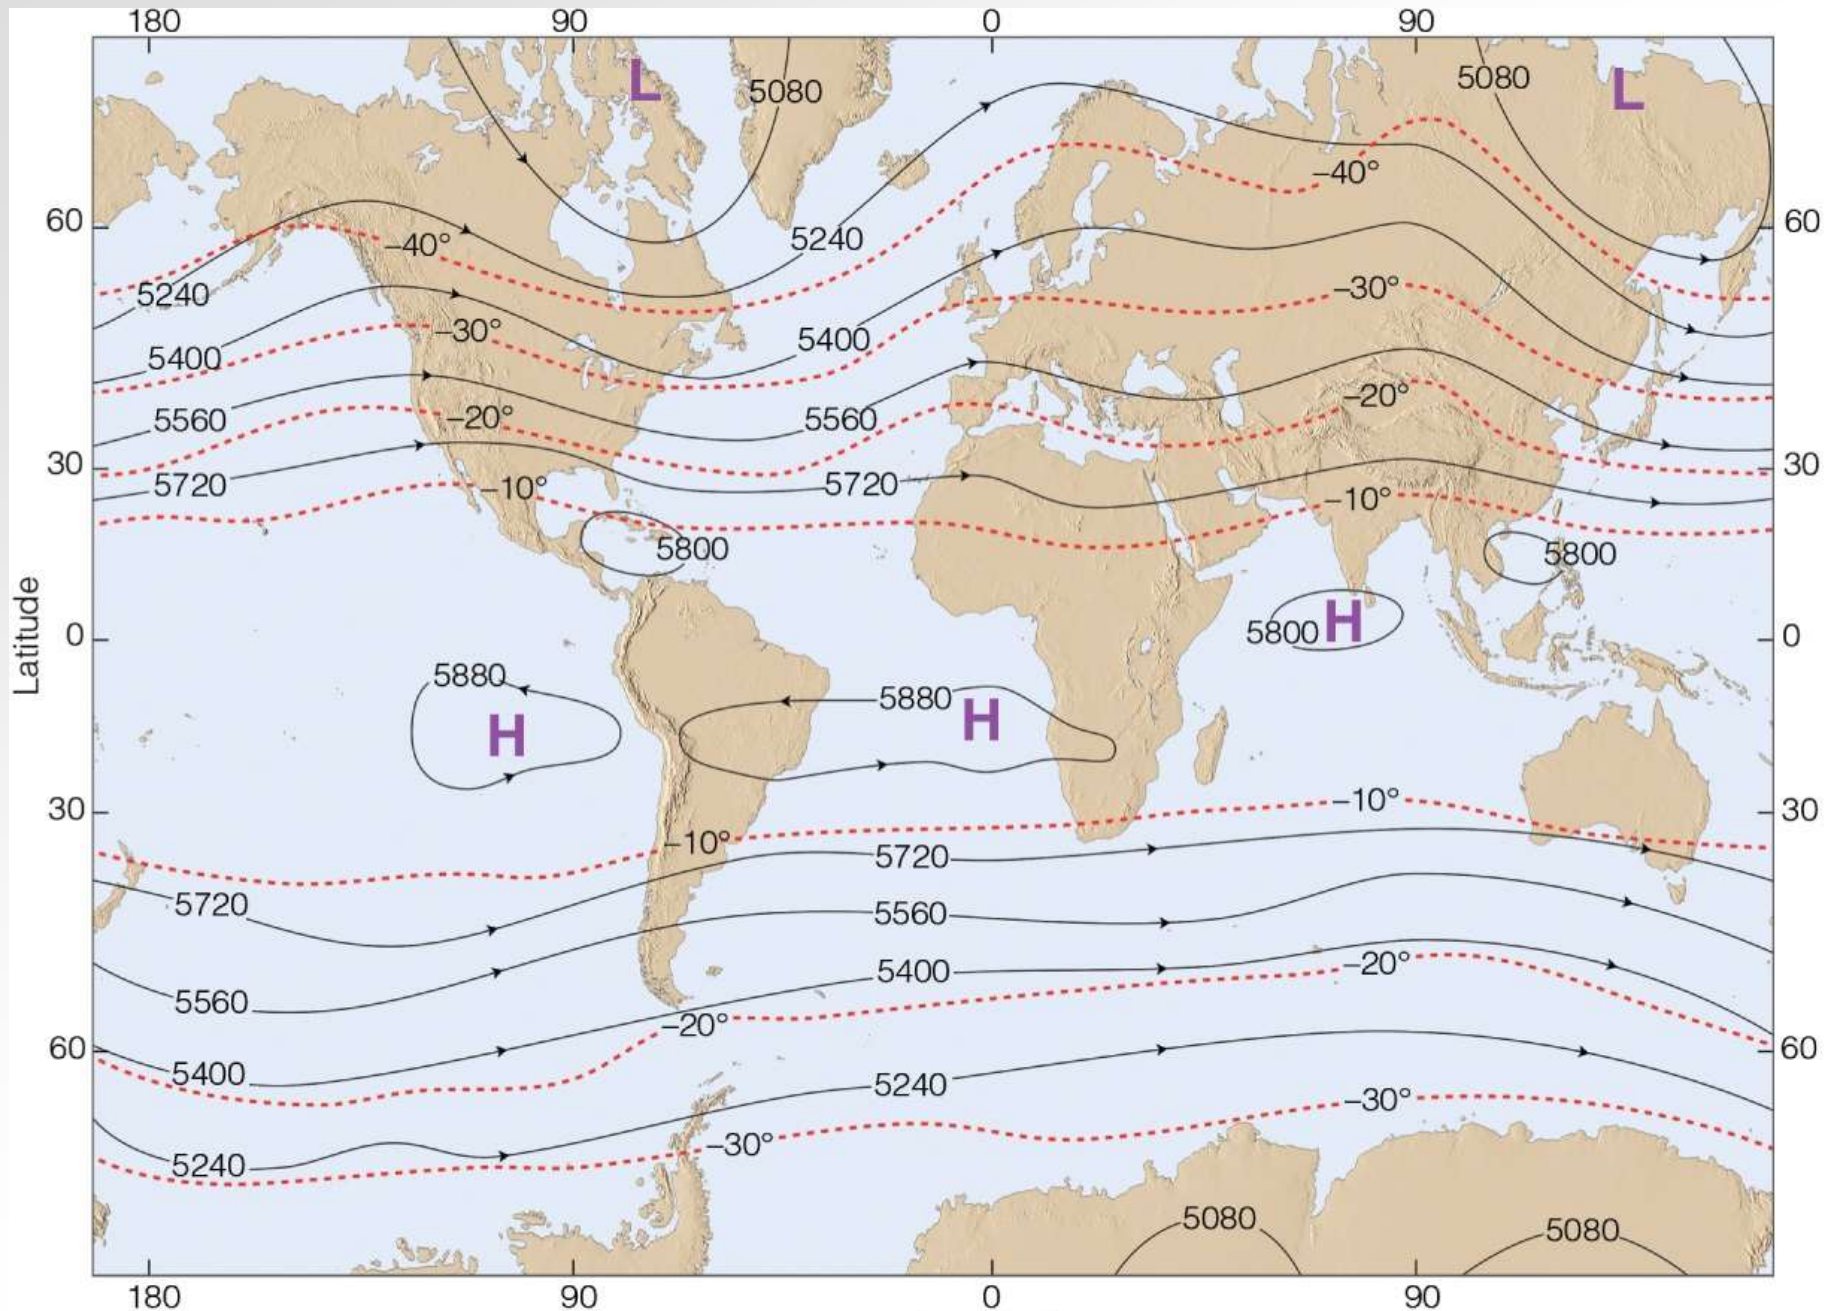 180 90 0 90
L 5080 5080 L
–40°
60 60
5240 –40°
5240
–30°
5400 –30°
5400
–20°
5560 –20° 5560
30 30
5720 –10° 5720 –10°
5800 5800
Latitude
0 5800 H 0
5880 5880
H H
30 –10° 30
–10° 5720
5720 5560
–20°
5400
5560
–20°
60 60
5400 5240
–30°
5240 –30°
5080 5080
180 90 0 90